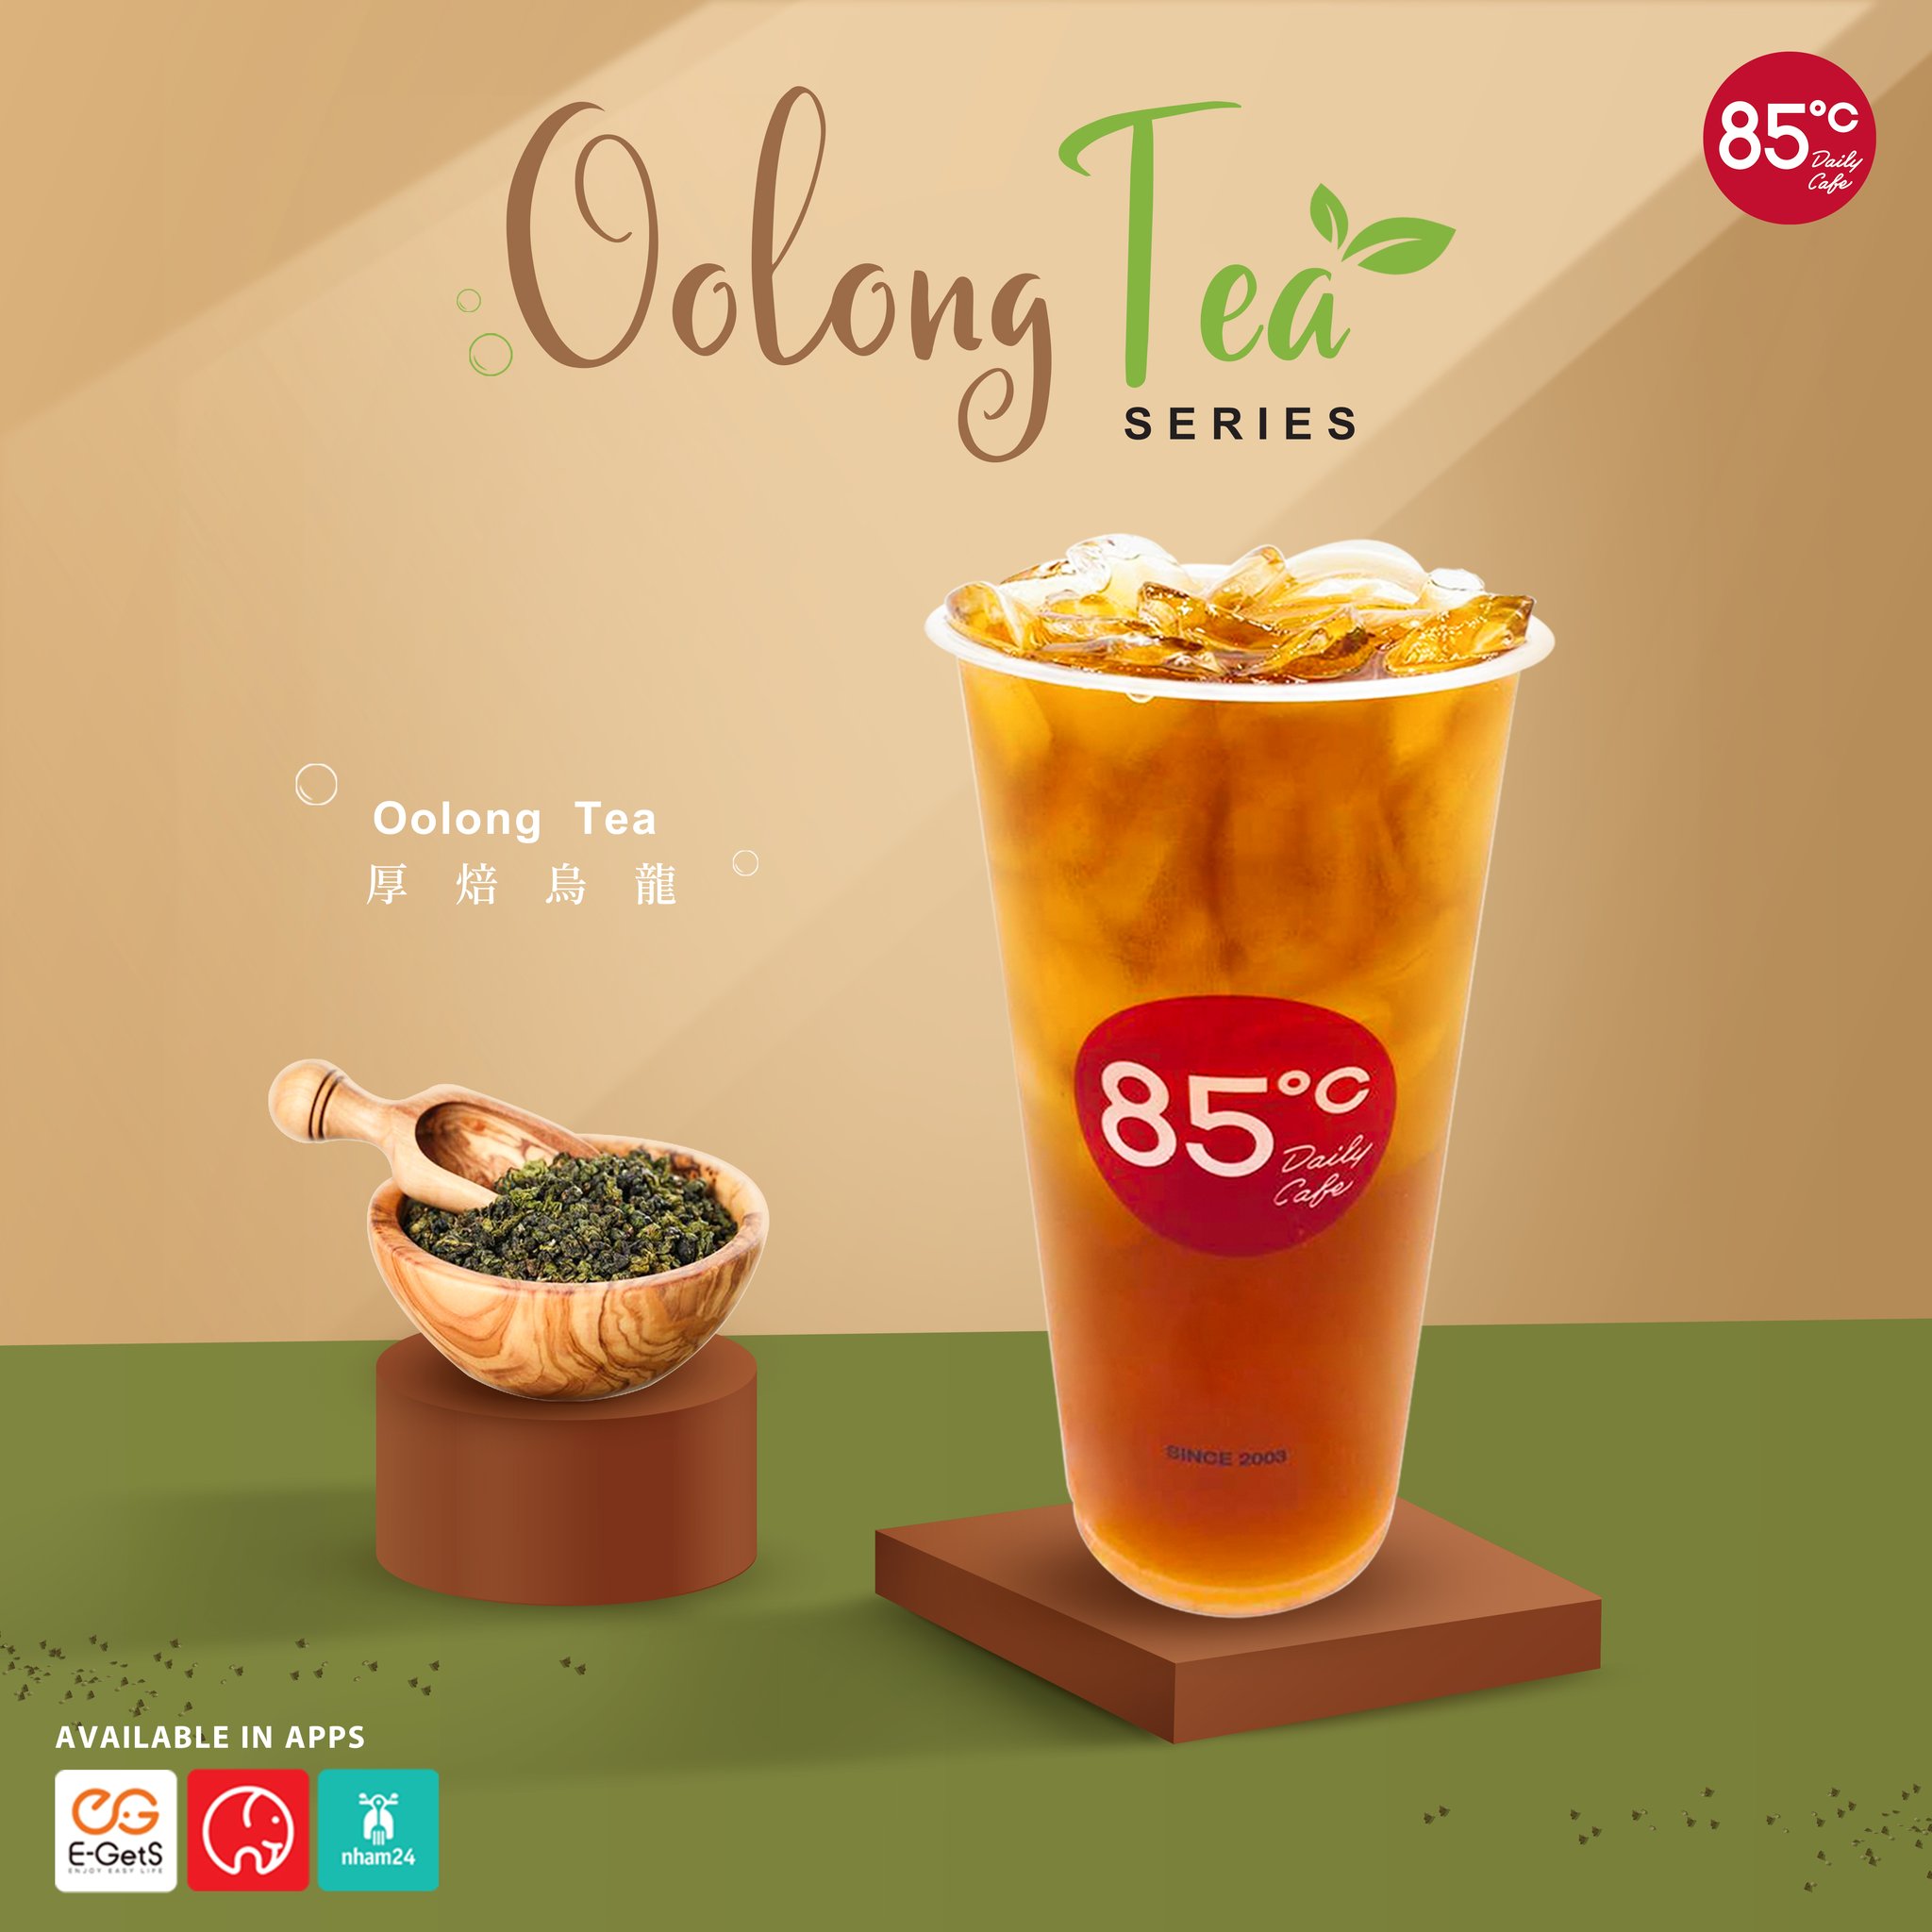 Oolong Tea
SERIES
85°C
Daily
Cafe
Oolong Tea
厚焙烏龍
85°C
Daily
Cafe
SINCE 2003
AVAILABLE IN APPS
EG
E-GetS
ENJOY EASY LIFE
nham24